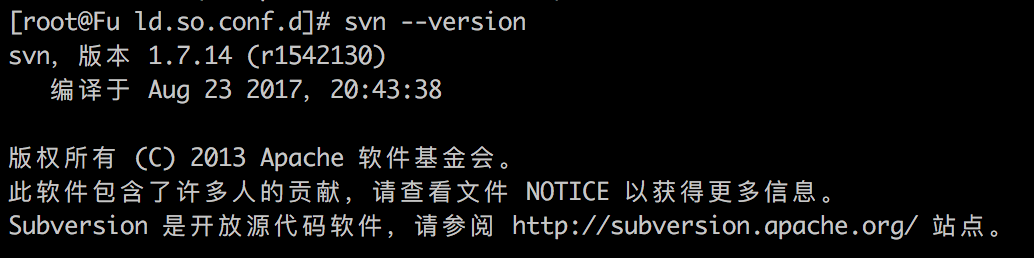 [root@Fu ld.so.conf.d]# svn --version
svn，版本 1.7.14 (r1542130)
   编译于 Aug 23 2017，20:43:38

版权所有 (C) 2013 Apache 软件基金会。
此软件包含了许多人的贡献，请查看文件 NOTICE 以获得更多信息。
Subversion 是开放源代码软件，请参阅 http://subversion.apache.org/ 站点。